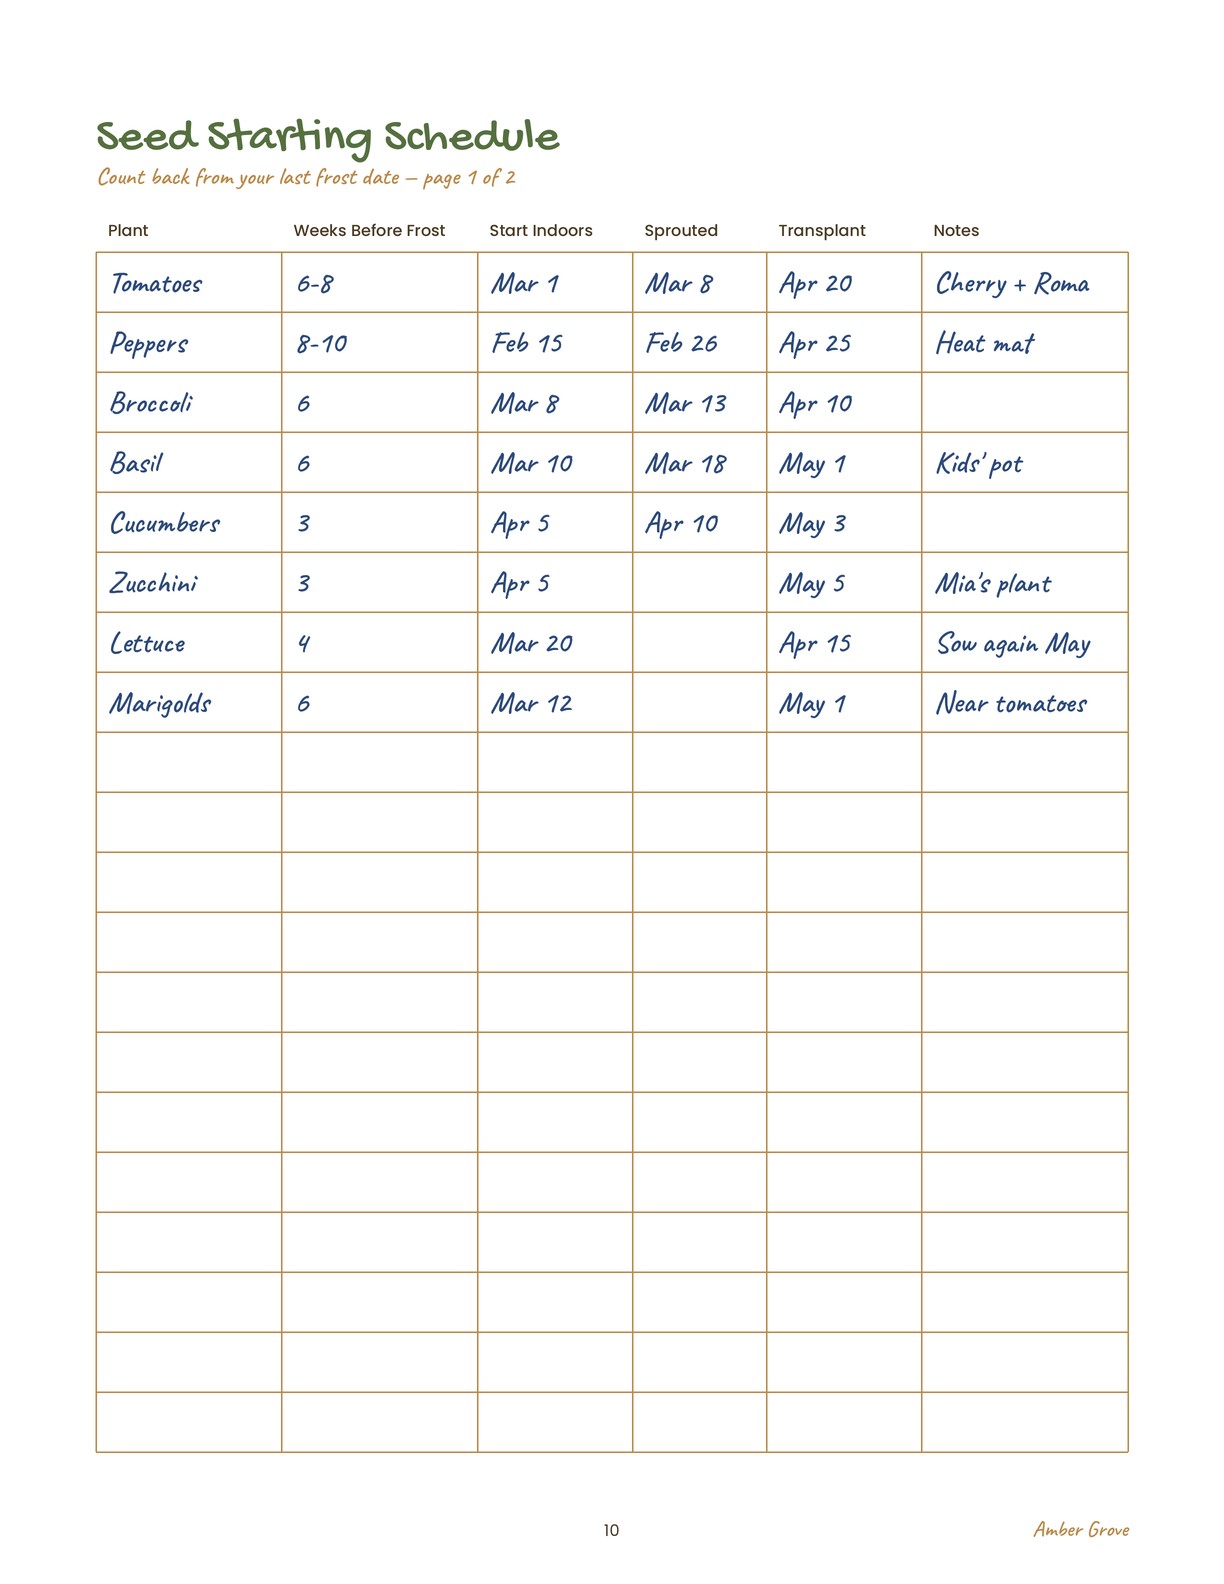 Seed Starting Schedule
Count back from your last frost date – page 1 of 2
Plant Weeks Before Frost Start Indoors Sprouted Transplant Notes
Tomatoes 6-8 Mar 1 Mar 8 Apr 20 Cherry + Roma
Peppers 8-10 Feb 15 Feb 26 Apr 25 Heat mat
Broccoli 6 Mar 8 Mar 13 Apr 10
Basil 6 Mar 10 Mar 18 May 1 Kids' pot
Cucumbers 3 Apr 5 Apr 10 May 3
Zucchini 3 Apr 5 May 5 Mia's plant
Lettuce 4 Mar 20 Apr 15 Sow again May
Marigolds 6 Mar 12 May 1 Near tomatoes
10 Amber Grove